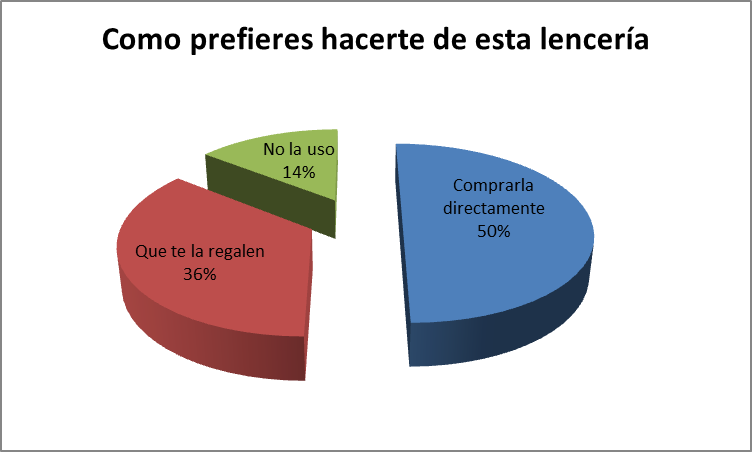 Como prefieres hacerte de esta lencería
No la uso
14%
Comprarla
directamente
50%
Que te la regalen
36%